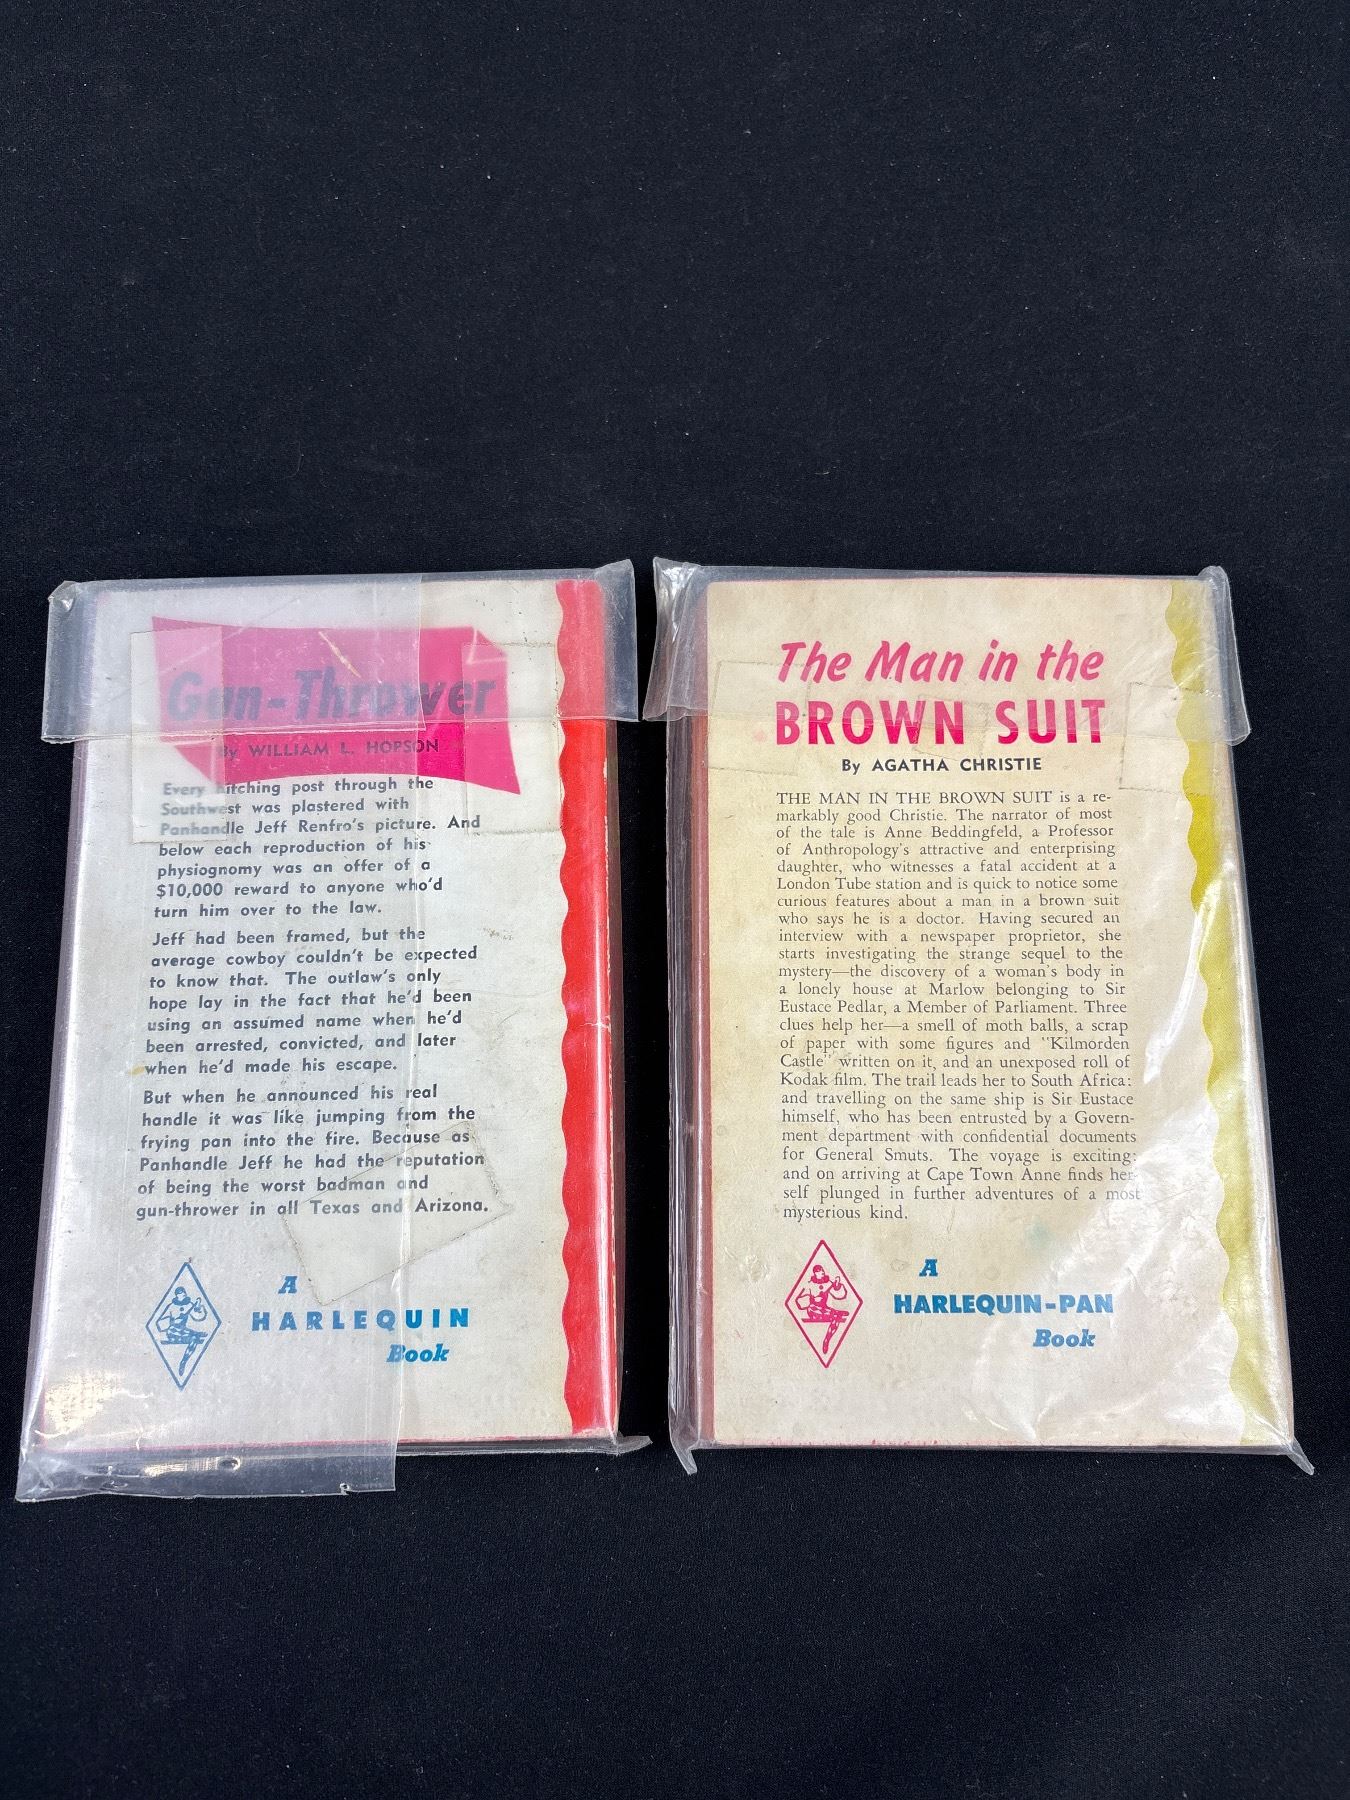 Gun-Thrower
By WILLIAM L. HOPSON
Every hitching post through the
Southwest was plastered with
Panhandle Jeff Renfro's picture. And
below each reproduction of his
physiognomy was an offer of a
$10,000 reward to anyone who'd
turn him over to the law.
Jeff had been framed, but the
average cowboy couldn't be expected
to know that. The outlaw's only
hope lay in the fact that he'd been
using an assumed name when he'd
been arrested, convicted, and later
when he'd made his escape.
But when he announced his real
handle it was like jumping from the
frying pan into the fire. Because as
Panhandle Jeff he had the reputation
of being the worst badman and
gun-thrower in all Texas and Arizona.
A
HARLEQUIN
Book
The Man in the
BROWN SUIT
By AGATHA CHRISTIE
THE MAN IN THE BROWN SUIT is a re-
markably good Christie. The narrator of most
of the tale is Anne Beddingfeld, a Professor
of Anthropology's attractive and enterprising
daughter, who witnesses a fatal accident at a
London Tube station and is quick to notice some
curious features about a man in a brown suit
who says he is a doctor. Having secured an
interview with a newspaper proprietor, she
starts investigating the strange sequel to the
mystery—the discovery of a woman's body in
a lonely house at Marlow belonging to Sir
Eustace Pedlar, a Member of Parliament. Three
clues help her—a smell of moth balls, a scrap
of paper with some figures and "Kilmorden
Castle" written on it, and an unexposed roll of
Kodak film. The trail leads her to South Africa:
and travelling on the same ship is Sir Eustace
himself, who has been entrusted by a Govern-
ment department with confidential documents
for General Smuts. The voyage is exciting;
and on arriving at Cape Town Anne finds her-
self plunged in further adventures of a most
mysterious kind.
A
HARLEQUIN-PAN
Book